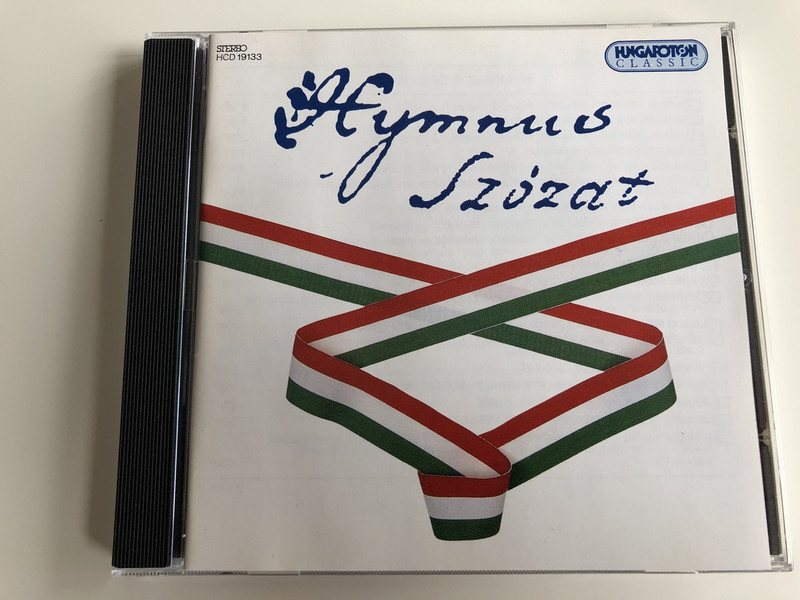 STEREO
HCD 19133
HUNGAROTON
CLASSIC
Hymnus
Szózat